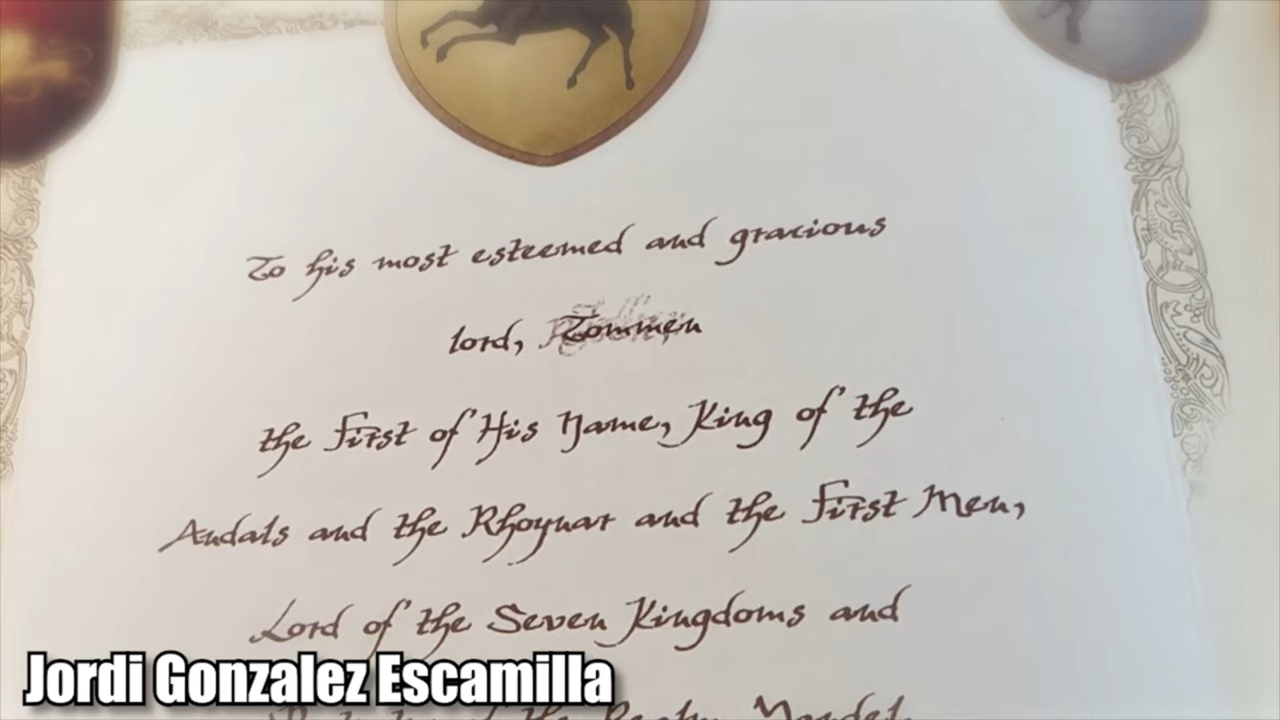 To his most esteemed and gracious
lord, Tommen
the First of His Name, King of the
Andals and the Rhoynar and the First Men,
Lord of the Seven Kingdoms and
Jordi Gonzalez Escamilla